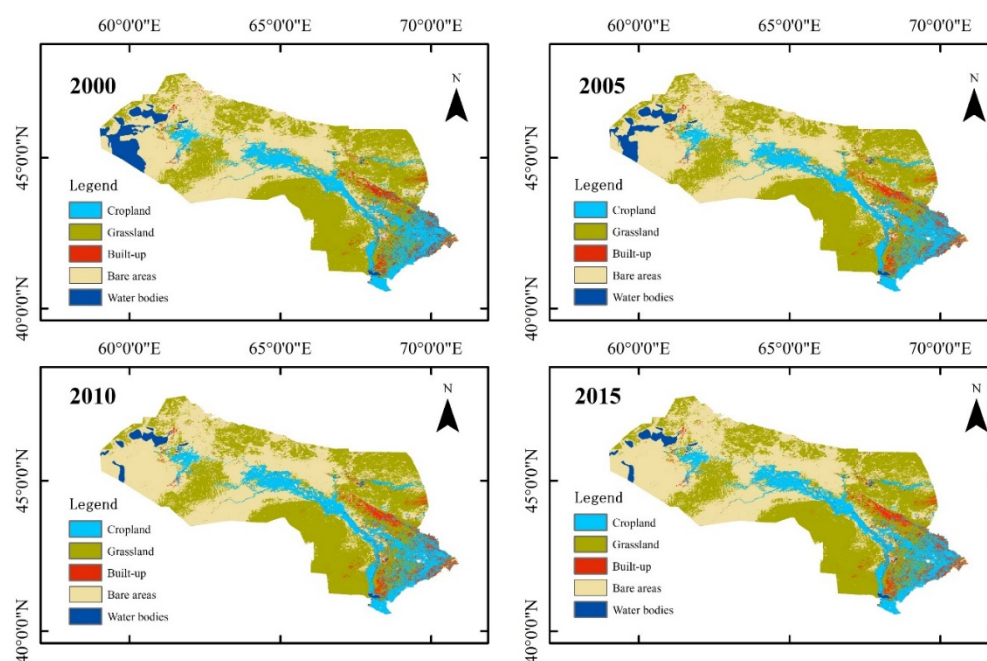 60°0'0"E 65°0'0"E 70°0'0"E
2000
N
45°0'0"N
40°0'0"N
Legend
Cropland
Grassland
Built-up
Bare areas
Water bodies
60°0'0"E 65°0'0"E 70°0'0"E
2005
N
45°0'0"N
40°0'0"N
Legend
Cropland
Grassland
Built-up
Bare areas
Water bodies
60°0'0"E 65°0'0"E 70°0'0"E
2010
N
45°0'0"N
40°0'0"N
Legend
Cropland
Grassland
Built-up
Bare areas
Water bodies
60°0'0"E 65°0'0"E 70°0'0"E
2015
N
45°0'0"N
40°0'0"N
Legend
Cropland
Grassland
Built-up
Bare areas
Water bodies